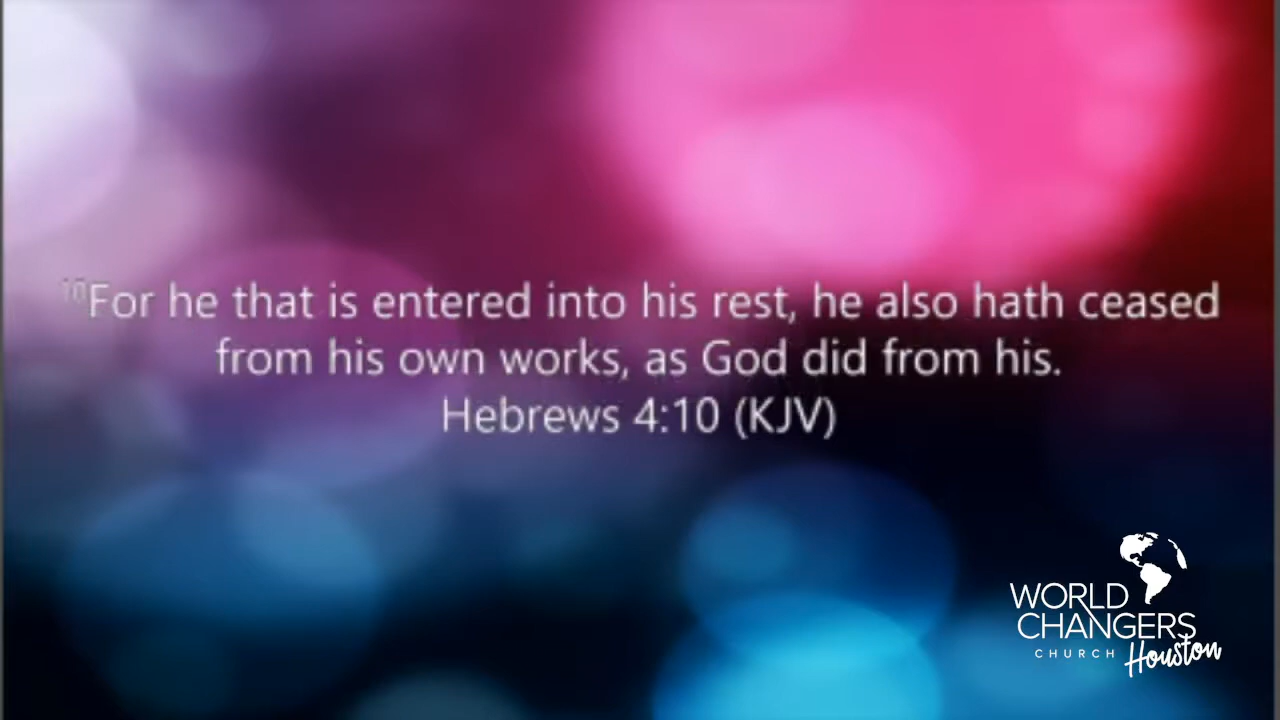 10For he that is entered into his rest, he also hath ceased
from his own works, as God did from his.
Hebrews 4:10 (KJV)
WORLD
CHANGERS
CHURCH Houston